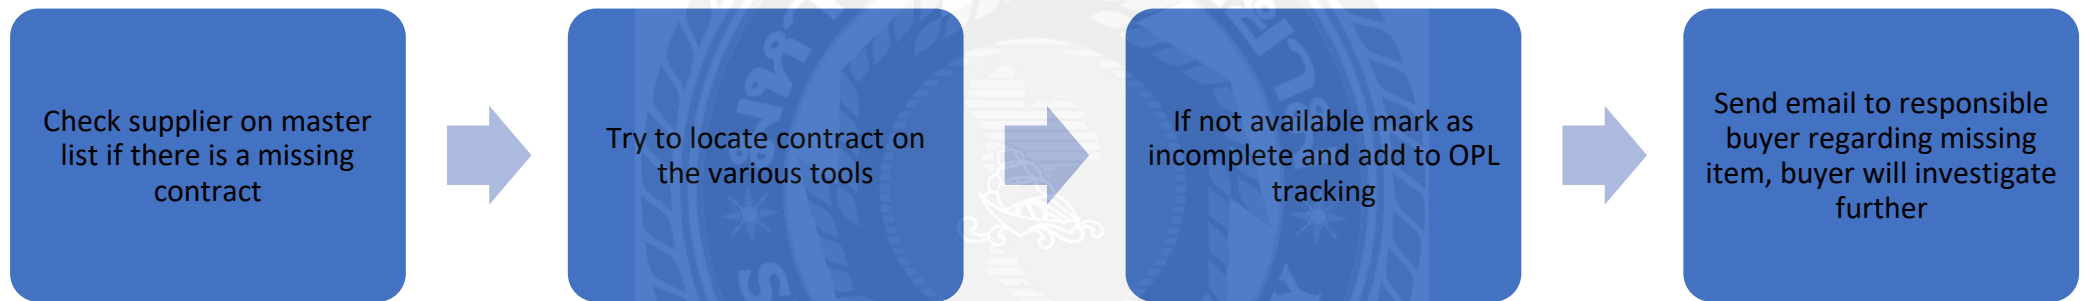 Check supplier on master
list if there is a missing
contract
Try to locate contract on
the various tools
If not available mark as
incomplete and add to OPL
tracking
Send email to responsible
buyer regarding missing
item, buyer will investigate
further